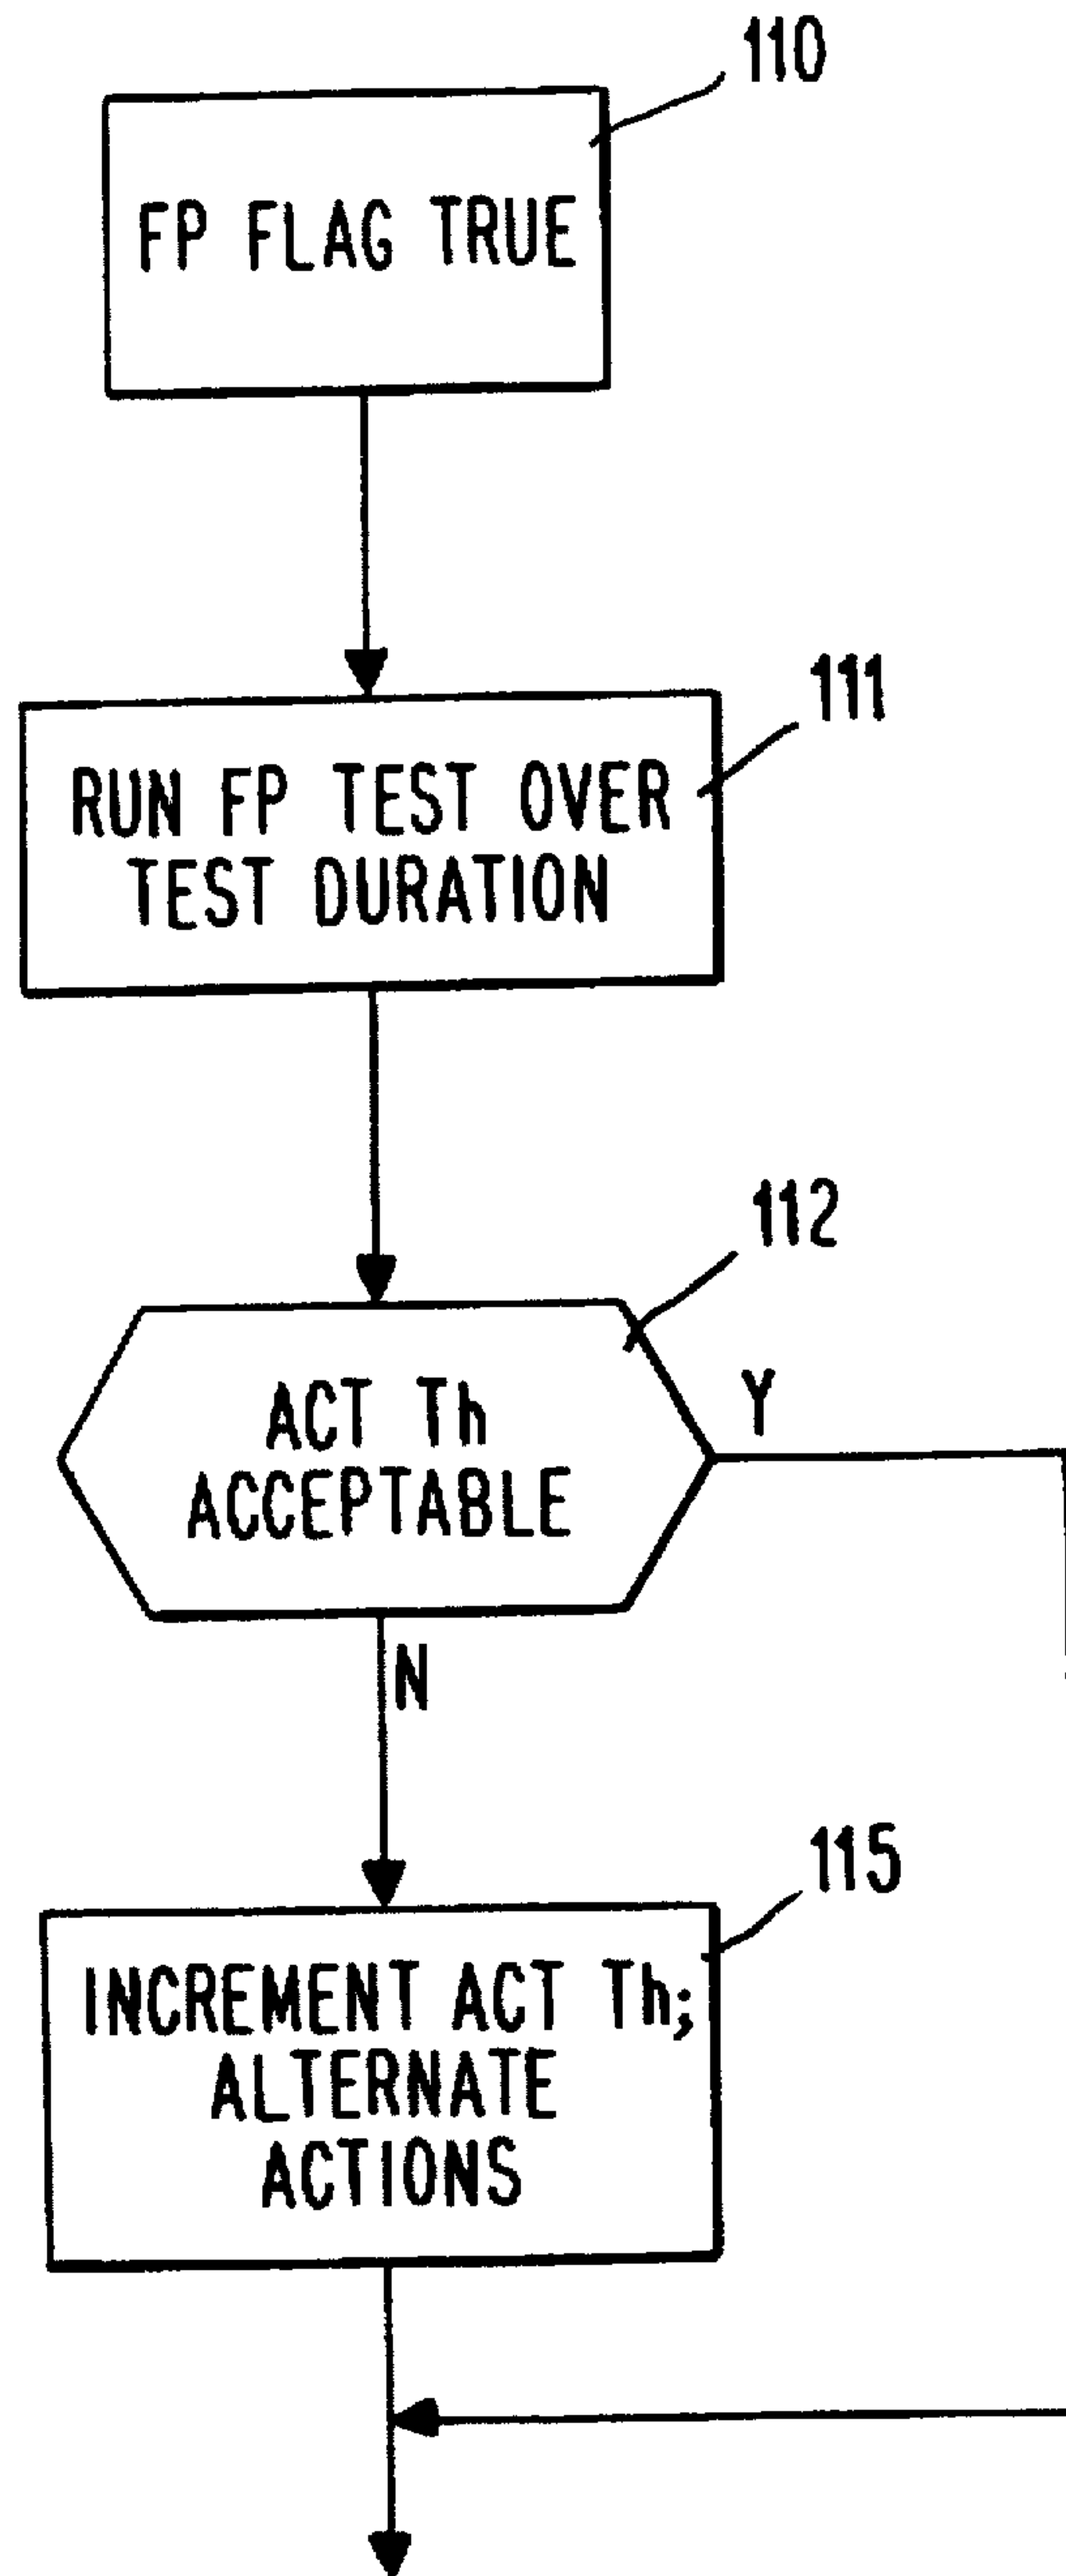 110
FP FLAG TRUE
111
RUN FP TEST OVER
TEST DURATION
112
ACT Th
ACCEPTABLE
Y
N
115
INCREMENT ACT Th;
ALTERNATE
ACTIONS